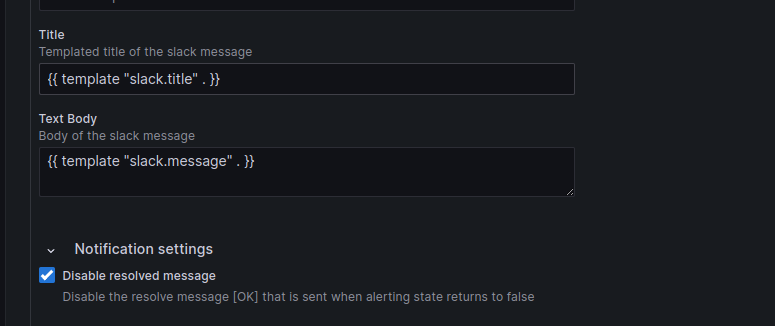 Title
Templated title of the slack message
{{ template "slack.title" . }}
Text Body
Body of the slack message
{{ template "slack.message" . }}
Notification settings
Disable resolved message
Disable the resolve message [OK] that is sent when alerting state returns to false